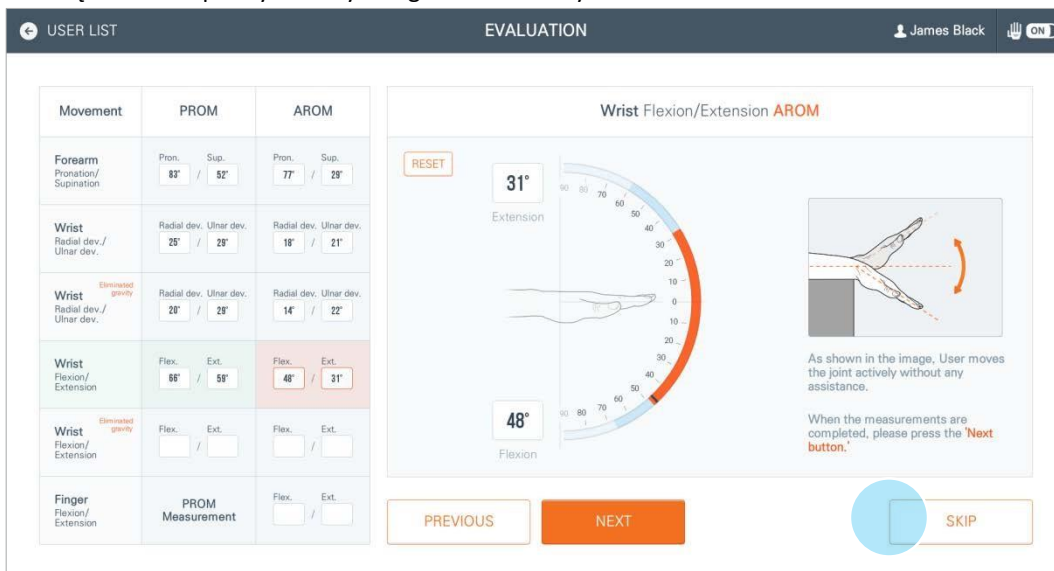 USER LIST
EVALUATION
James Black
ON
Movement
PROM
AROM
Forearm
Pronation/
Supination
Pron. Sup.
83° / 52°
Pron. Sup.
77° / 29°
Wrist
Radial dev./
Ulnar dev.
Radial dev. Ulnar dev.
25° / 28°
Radial dev. Ulnar dev.
18° / 21°
Eliminated
gravity
Wrist
Radial dev./
Ulnar dev.
Radial dev. Ulnar dev.
20° / 29°
Radial dev. Ulnar dev.
14° / 22°
Wrist
Flexion/
Extension
Flex. Ext.
66° / 59°
Flex. Ext.
48° / 31°
Eliminated
gravity
Wrist
Flexion/
Extension
Flex. Ext.
/
Flex. Ext.
/
Finger
Flexion/
Extension
PROM
Measurement
Flex. Ext.
/
Wrist Flexion/Extension AROM
RESET
31°
Extension
90 80 70 60 50 40 30 20 10 0 10 20 30 40 50 60 70 80 90
48°
Flexion
As shown in the image, User moves
the joint actively without any
assistance.
When the measurements are
completed, please press the 'Next
button.'
PREVIOUS
NEXT
SKIP